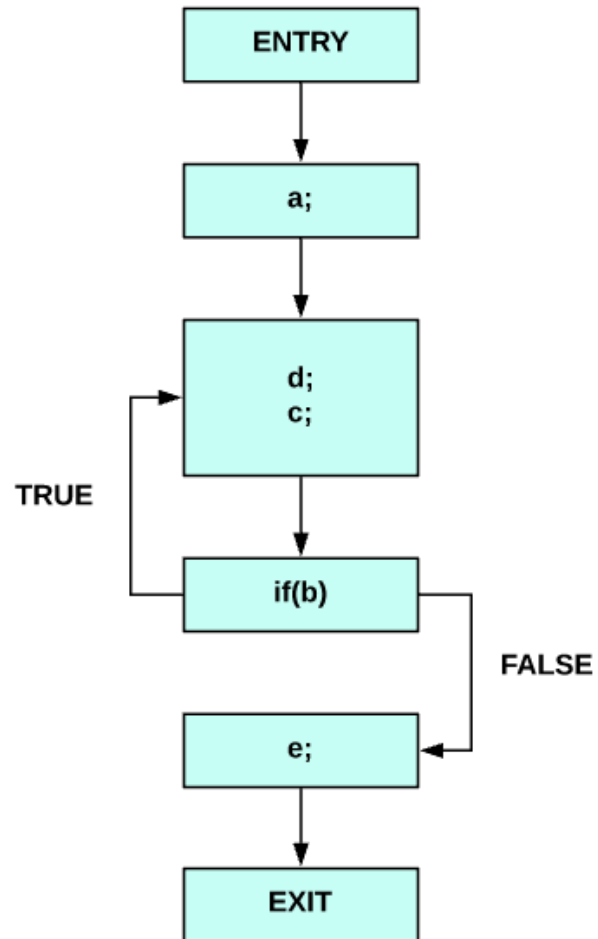 ENTRY
a;
d;
c;
TRUE
if(b)
FALSE
e;
EXIT